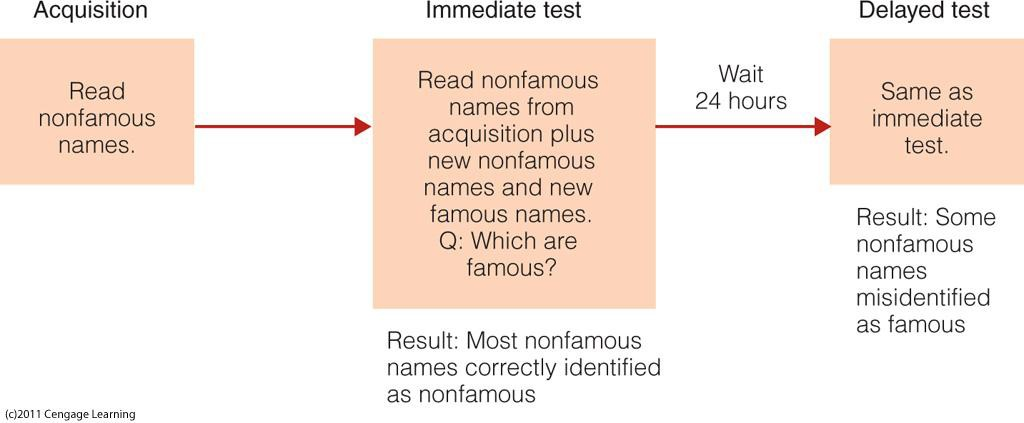 Acquisition
Read
nonfamous
names.
Immediate test
Read nonfamous
names from
acquisition plus
new nonfamous
names and new
famous names.
Q: Which are
famous?
Result: Most nonfamous
names correctly identified
as nonfamous
Wait
24 hours
Delayed test
Same as
immediate
test.
Result: Some
nonfamous
names
misidentified
as famous
(c)2011 Cengage Learning